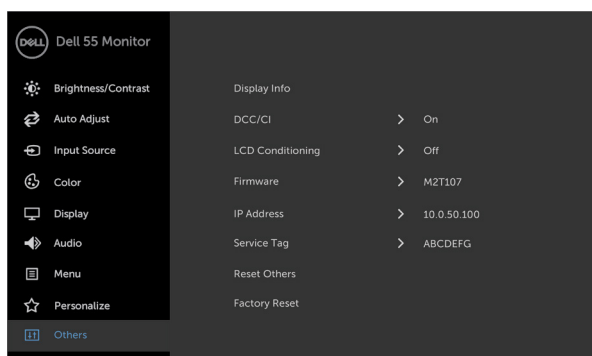 DELL Dell 55 Monitor
Brightness/Contrast
Auto Adjust
Input Source
Color
Display
Audio
Menu
Personalize
Others
Display Info
DCC/CI > On
LCD Conditioning > Off
Firmware > M2T107
IP Address > 10.0.50.100
Service Tag > ABCDEFG
Reset Others
Factory Reset